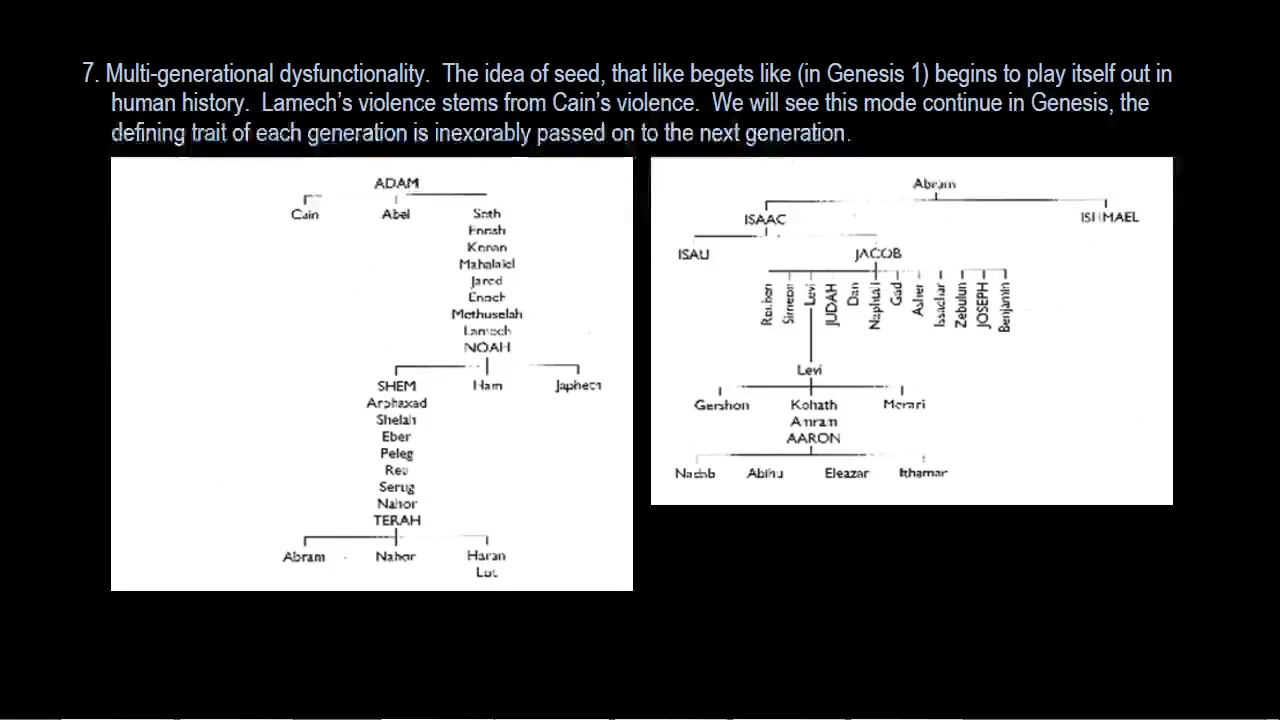 7. Multi-generational dysfunctionality. The idea of seed, that like begets like (in Genesis 1) begins to play itself out in
human history. Lamech's violence stems from Cain's violence. We will see this mode continue in Genesis, the
defining trait of each generation is inexorably passed on to the next generation.
ADAM
Cain Abel Seth
Enosh
Kenan
Mahalalel
Jared
Enoch
Methuselah
Lamech
NOAH
SHEM Ham Japheth
Arphaxad
Shelah
Eber
Peleg
Reu
Serug
Nahor
TERAH
Abram Nahor Haran
Lot
Abram
ISAAC ISHMAEL
ISAU JACOB
Reuben
Simeon
Levi
JUDAH
Dan
Naphtali
Gad
Asher
Issachar
Zebulun
JOSEPH
Benjamin
Levi
Gershon Kohath Merari
Amram
AARON
Nadab Abihu Eleazar Ithamar